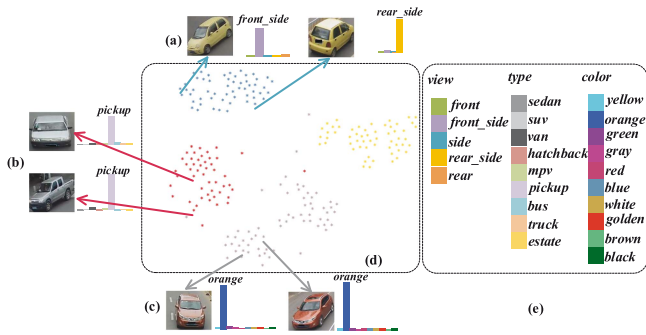 (a)
front_side
rear_side
pickup
(b)
pickup
(d)
orange
(c)
orange
view
front
front_side
side
rear_side
rear
type
sedan
suv
van
hatchback
mpv
pickup
bus
truck
estate
color
yellow
orange
green
gray
red
blue
white
golden
brown
black
(e)